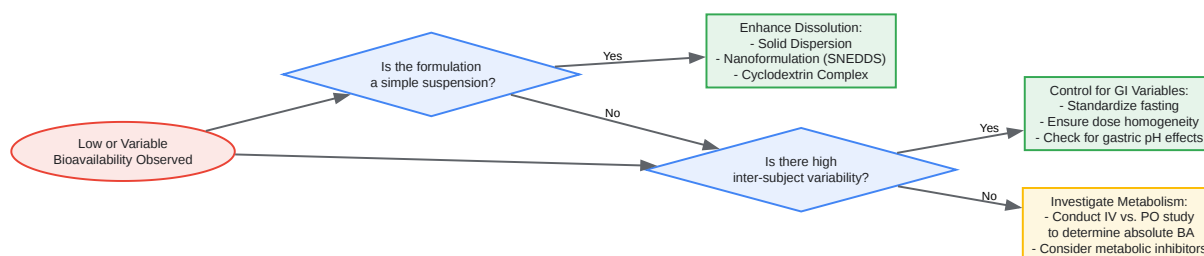 Low or Variable
Bioavailability Observed
Is the formulation
a simple suspension?
Yes
No
Enhance Dissolution:
- Solid Dispersion
- Nanoformulation (SNEDDS)
- Cyclodextrin Complex
Is there high
inter-subject variability?
Yes
No
Control for GI Variables:
- Standardize fasting
- Ensure dose homogeneity
- Check for gastric pH effects
Investigate Metabolism:
- Conduct IV vs. PO study
to determine absolute BA
- Consider metabolic inhibitors